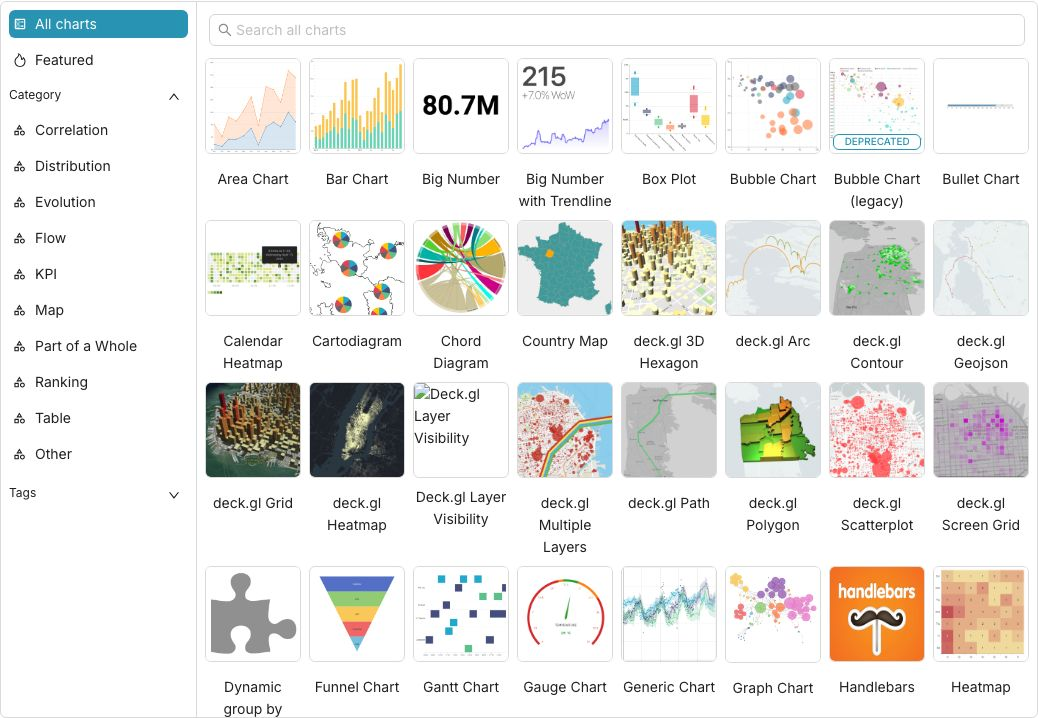 All charts
Featured
Category
Correlation
Distribution
Evolution
Flow
KPI
Map
Part of a Whole
Ranking
Table
Other
Tags
Search all charts
Area Chart
Bar Chart
80.7M
Big Number
215
+7.0% WoW
Big Number
with Trendline
Box Plot
Bubble Chart
DEPRECATED
Bubble Chart
(legacy)
Bullet Chart
Calendar
Heatmap
Cartodiagram
Chord
Diagram
Country Map
deck.gl 3D
Hexagon
deck.gl Arc
deck.gl
Contour
deck.gl
Geojson
deck.gl Grid
deck.gl
Heatmap
Deck.gl
Layer
Visibility
Deck.gl Layer
Visibility
deck.gl
Multiple
Layers
deck.gl Path
deck.gl
Polygon
deck.gl
Scatterplot
deck.gl
Screen Grid
Dynamic
group by
Funnel Chart
Gantt Chart
Gauge Chart
Generic Chart
Graph Chart
handlebars
Handlebars
Heatmap